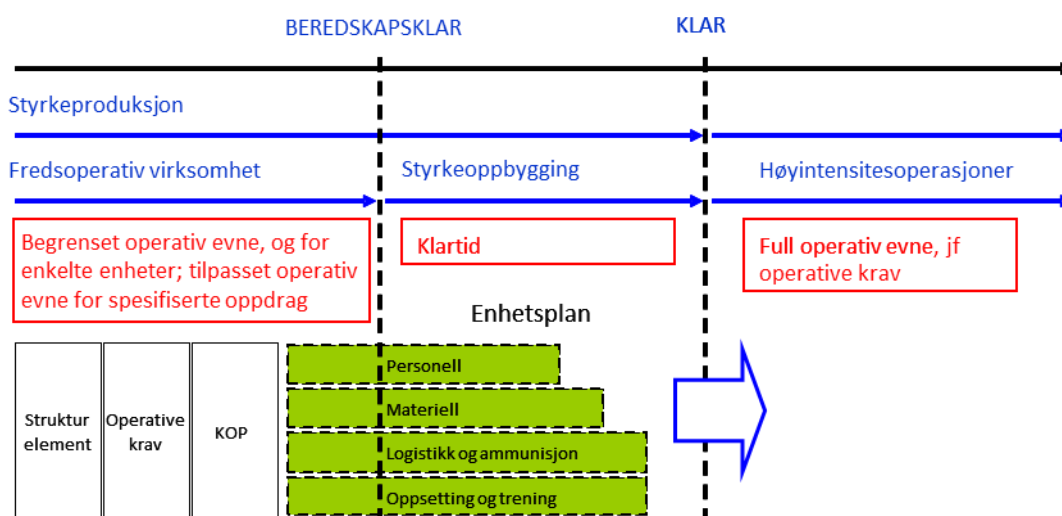 BEREDSKAPSKLAR
KLAR
Styrkeproduksjon
Fredsoperativ virksomhet
Styrkeoppbygging
Høyintensitesoperasjoner
Begrenset operativ evne, og for
enkelte enheter; tilpasset operativ
evne for spesifiserte oppdrag
Klartid
Full operativ evne, jf
operative krav
Enhetsplan
Struktur
element
Operative
krav
KOP
Personell
Materiell
Logistikk og ammunisjon
Oppsetting og trening